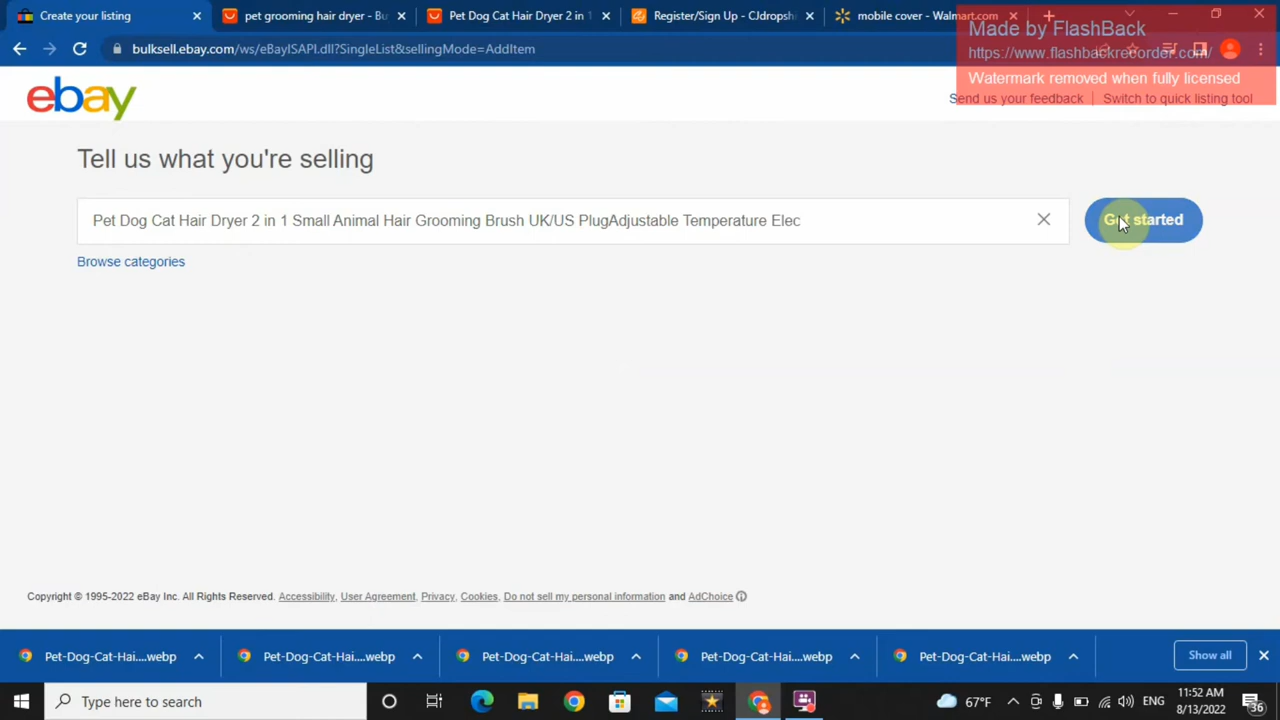 Create your listing
pet grooming hair dryer - Bu
Pet Dog Cat Hair Dryer 2 in 1
Register/Sign Up - CJdropsh
mobile cover - Walmart.com
bulksell.ebay.com/ws/eBayISAPI.dll?SingleList&sellingMode=AddItem
Made by FlashBack
https://www.flashbackrecorder.com/
Watermark removed when fully licensed
ebay
Send us your feedback
Switch to quick listing tool
Tell us what you're selling
Pet Dog Cat Hair Dryer 2 in 1 Small Animal Hair Grooming Brush UK/US PlugAdjustable Temperature Elec
Get started
Browse categories
Copyright © 1995-2022 eBay Inc. All Rights Reserved. Accessibility, User Agreement, Privacy, Cookies, Do not sell my personal information and AdChoice
Pet-Dog-Cat-Hai....webp
Pet-Dog-Cat-Hai....webp
Pet-Dog-Cat-Hai....webp
Pet-Dog-Cat-Hai....webp
Pet-Dog-Cat-Hai....webp
Show all
Type here to search
67°F
ENG
11:52 AM
8/13/2022
36